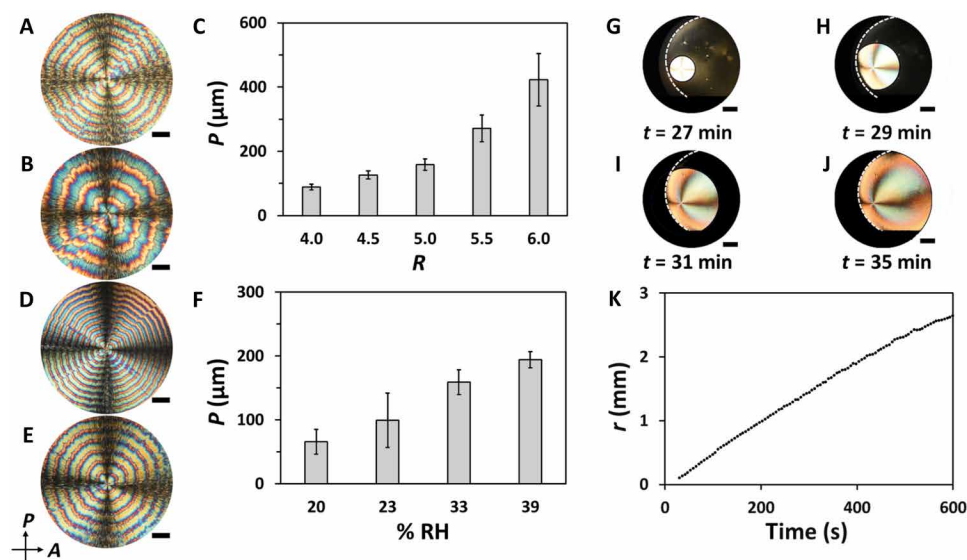 A
B
C
600
400
200
0
P (µm)
4.0 4.5 5.0 5.5 6.0
R
D
E
P
A
F
300
200
100
0
P (µm)
20 23 33 39
% RH
G
t = 27 min
H
t = 29 min
I
t = 31 min
J
t = 35 min
K
3
2
1
0
r (mm)
0 200 400 600
Time (s)